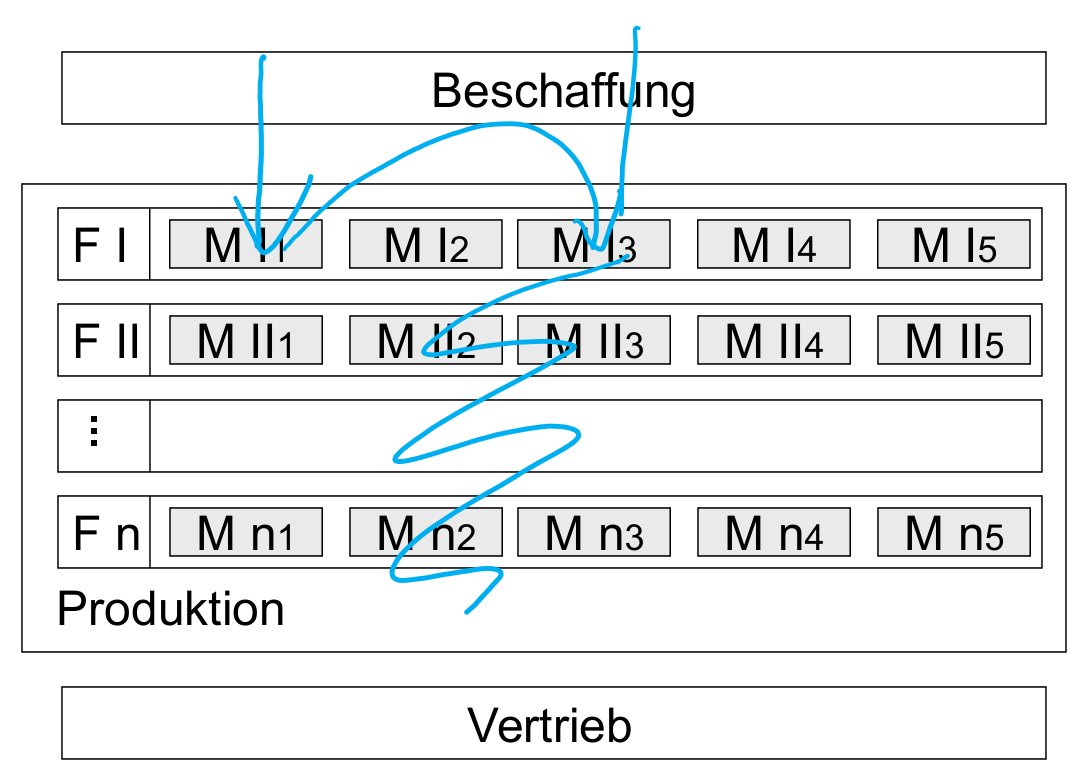 Beschaffung
F I M I1 M I2 M I3 M I4 M I5
F II M II1 M II2 M II3 M II4 M II5
⋮
F n M n1 M n2 M n3 M n4 M n5
Produktion
Vertrieb